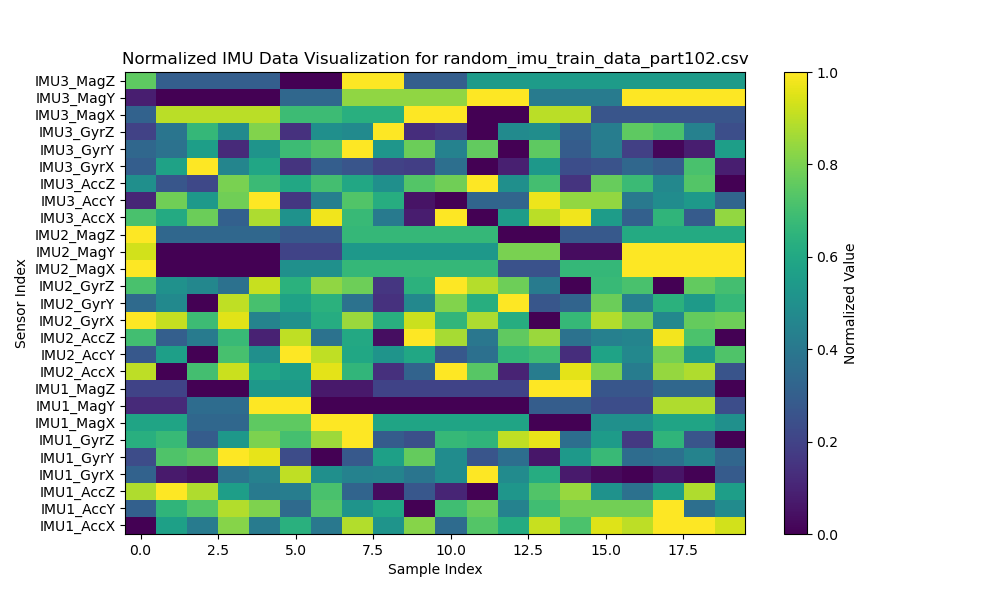 Normalized IMU Data Visualization for random_imu_train_data_part102.csv
IMU3_MagZ
IMU3_MagY
IMU3_MagX
IMU3_GyrZ
IMU3_GyrY
IMU3_GyrX
IMU3_AccZ
IMU3_AccY
IMU3_AccX
IMU2_MagZ
IMU2_MagY
IMU2_MagX
IMU2_GyrZ
IMU2_GyrY
IMU2_GyrX
IMU2_AccZ
IMU2_AccY
IMU2_AccX
IMU1_MagZ
IMU1_MagY
IMU1_MagX
IMU1_GyrZ
IMU1_GyrY
IMU1_GyrX
IMU1_AccZ
IMU1_AccY
IMU1_AccX
Sensor Index
0.0 2.5 5.0 7.5 10.0 12.5 15.0 17.5
Sample Index
1.0
0.8
0.6
0.4
0.2
0.0
Normalized Value